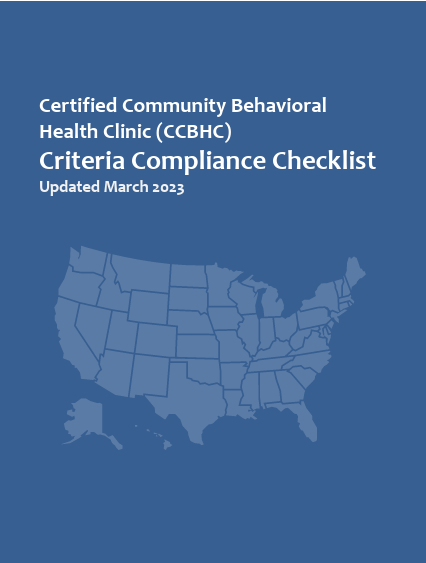 Certified Community Behavioral
Health Clinic (CCBHC)
Criteria Compliance Checklist
Updated March 2023